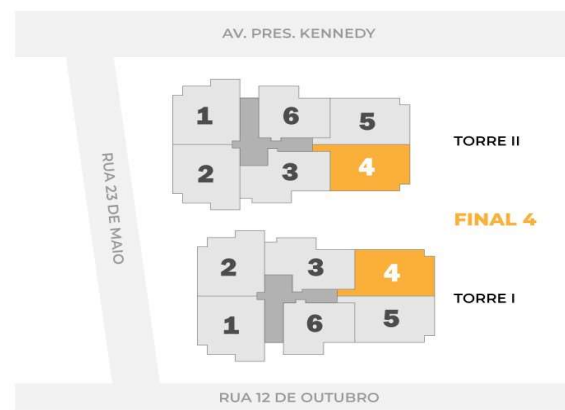 AV. PRES. KENNEDY
1 6 5
TORRE II
2 3 4
RUA 23 DE MAIO
FINAL 4
2 3 4
TORRE I
1 6 5
RUA 12 DE OUTUBRO